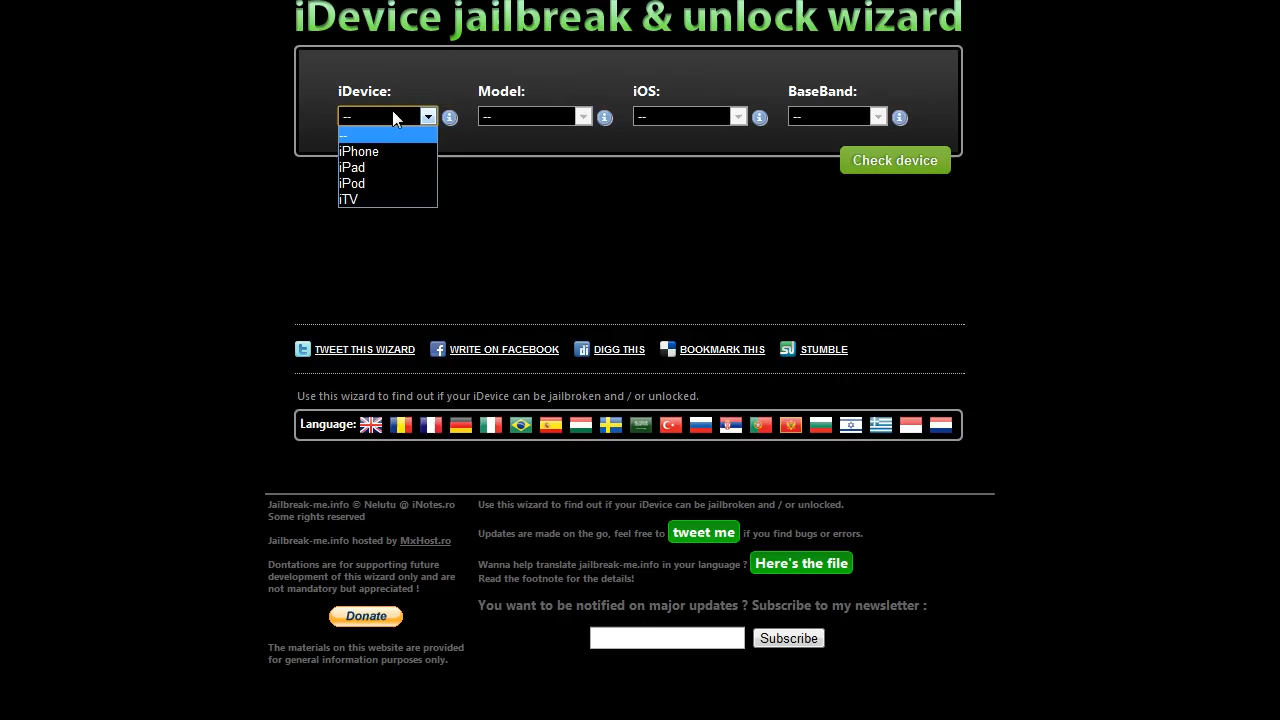 iDevice jailbreak & unlock wizard
iDevice: Model: iOS: BaseBand:
-- -- -- --
--
iPhone
iPad
iPod
iTV
Check device
TWEET THIS WIZARD WRITE ON FACEBOOK DIGG THIS BOOKMARK THIS STUMBLE
Use this wizard to find out if your iDevice can be jailbroken and / or unlocked.
Language:
Jailbreak-me.info © Nelutu @ iNotes.ro
Some rights reserved
Jailbreak-me.info hosted by MxHost.ro
Dontations are for supporting future
development of this wizard only and are
not mandatory but appreciated !
Donate
The materials on this website are provided
for general information purposes only.
Use this wizard to find out if your iDevice can be jailbroken and / or unlocked.
Updates are made on the go, feel free to tweet me if you find bugs or errors.
Wanna help translate jailbreak-me.info in your language ? Here's the file
Read the footnote for the details!
You want to be notified on major updates ? Subscribe to my newsletter :
Subscribe